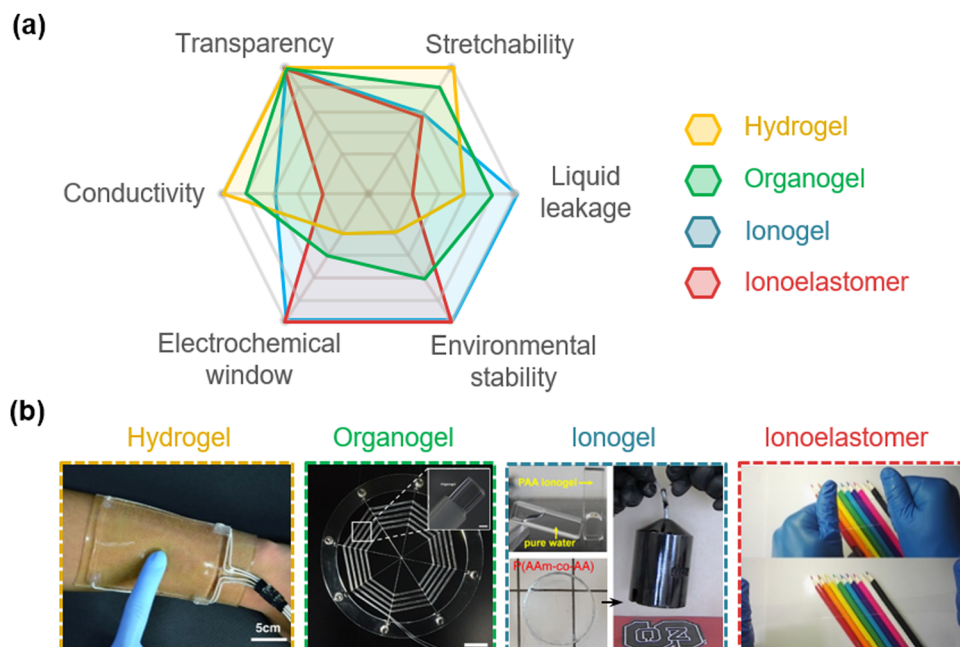 (a)
Transparency
Stretchability
Conductivity
Liquid
leakage
Electrochemical
window
Environmental
stability
Hydrogel
Organogel
Ionogel
Ionoelastomer
(b)
Hydrogel
Organogel
Ionogel
Ionoelastomer
5cm
PAA Ionogel
pure water
P(AAm-co-AA)